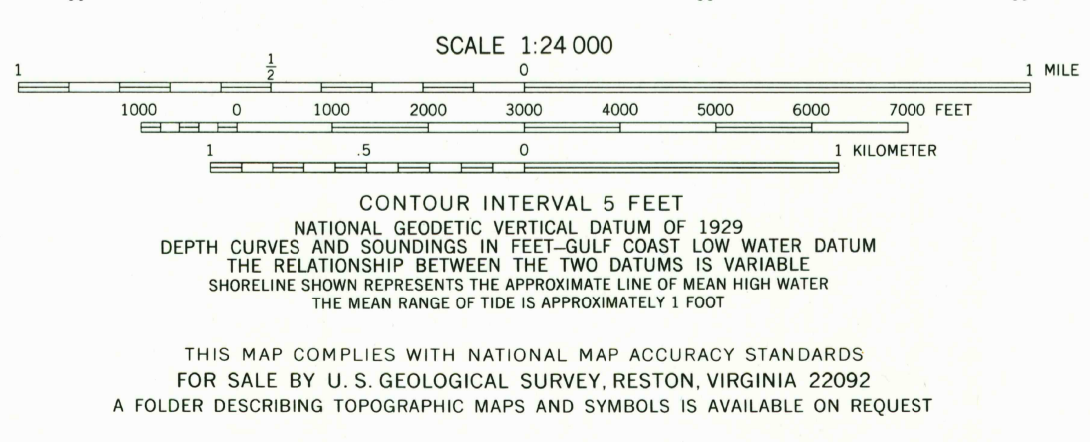 SCALE 1:24 000
1 1/2 0 1 MILE
1000 0 1000 2000 3000 4000 5000 6000 7000 FEET
1 .5 0 1 KILOMETER
CONTOUR INTERVAL 5 FEET
NATIONAL GEODETIC VERTICAL DATUM OF 1929
DEPTH CURVES AND SOUNDINGS IN FEET—GULF COAST LOW WATER DATUM
THE RELATIONSHIP BETWEEN THE TWO DATUMS IS VARIABLE
SHORELINE SHOWN REPRESENTS THE APPROXIMATE LINE OF MEAN HIGH WATER
THE MEAN RANGE OF TIDE IS APPROXIMATELY 1 FOOT
THIS MAP COMPLIES WITH NATIONAL MAP ACCURACY STANDARDS
FOR SALE BY U. S. GEOLOGICAL SURVEY, RESTON, VIRGINIA 22092
A FOLDER DESCRIBING TOPOGRAPHIC MAPS AND SYMBOLS IS AVAILABLE ON REQUEST